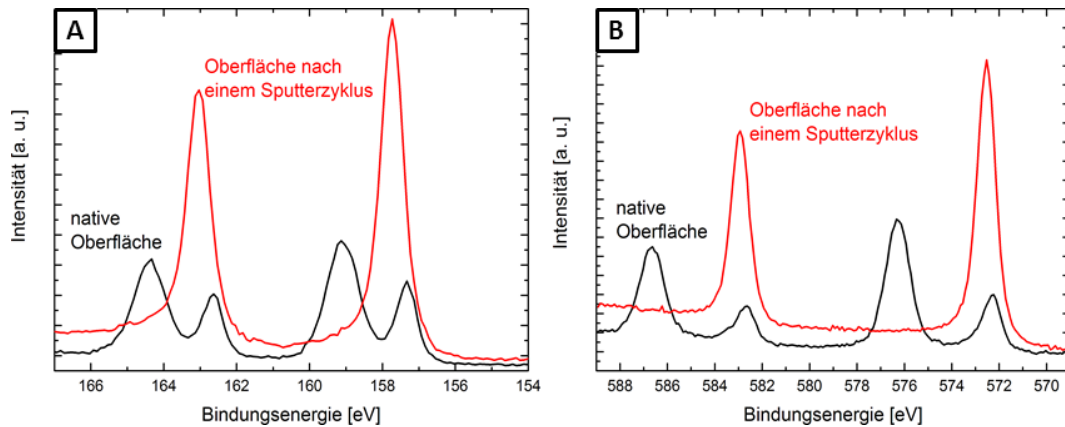 A
Oberfläche nach
einem Sputterzyklus
native
Oberfläche
Intensität [a. u.]
166 164 162 160 158 156 154
Bindungsenergie [eV]
B
Oberfläche nach
einem Sputterzyklus
native
Oberfläche
Intensität [a. u.]
588 586 584 582 580 578 576 574 572 570
Bindungsenergie [eV]